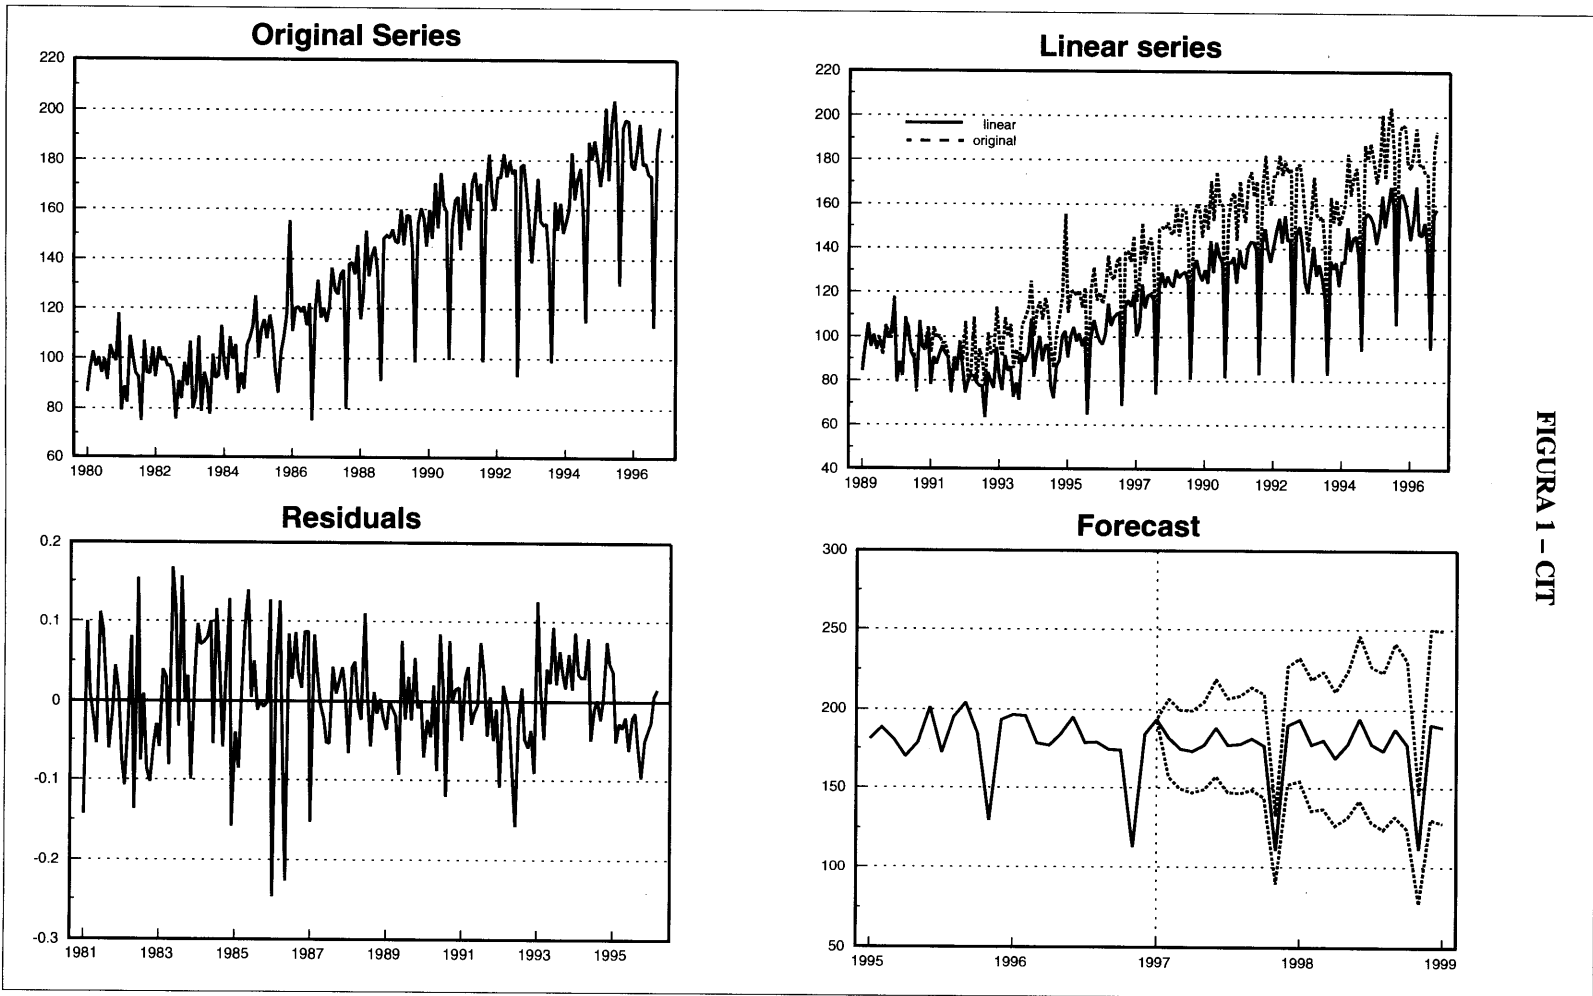 Original Series
220
200
180
160
140
120
100
80
60
1980 1982 1984 1986 1988 1990 1992 1994 1996
Linear series
220
200
180
160
140
120
100
80
60
40
linear
original
1989 1991 1993 1995 1997 1990 1992 1994 1996
Residuals
0.2
0.1
0
-0.1
-0.2
-0.3
1981 1983 1985 1987 1989 1991 1993 1995
Forecast
300
250
200
150
100
50
1995 1996 1997 1998 1999
FIGURA 1 – CIT